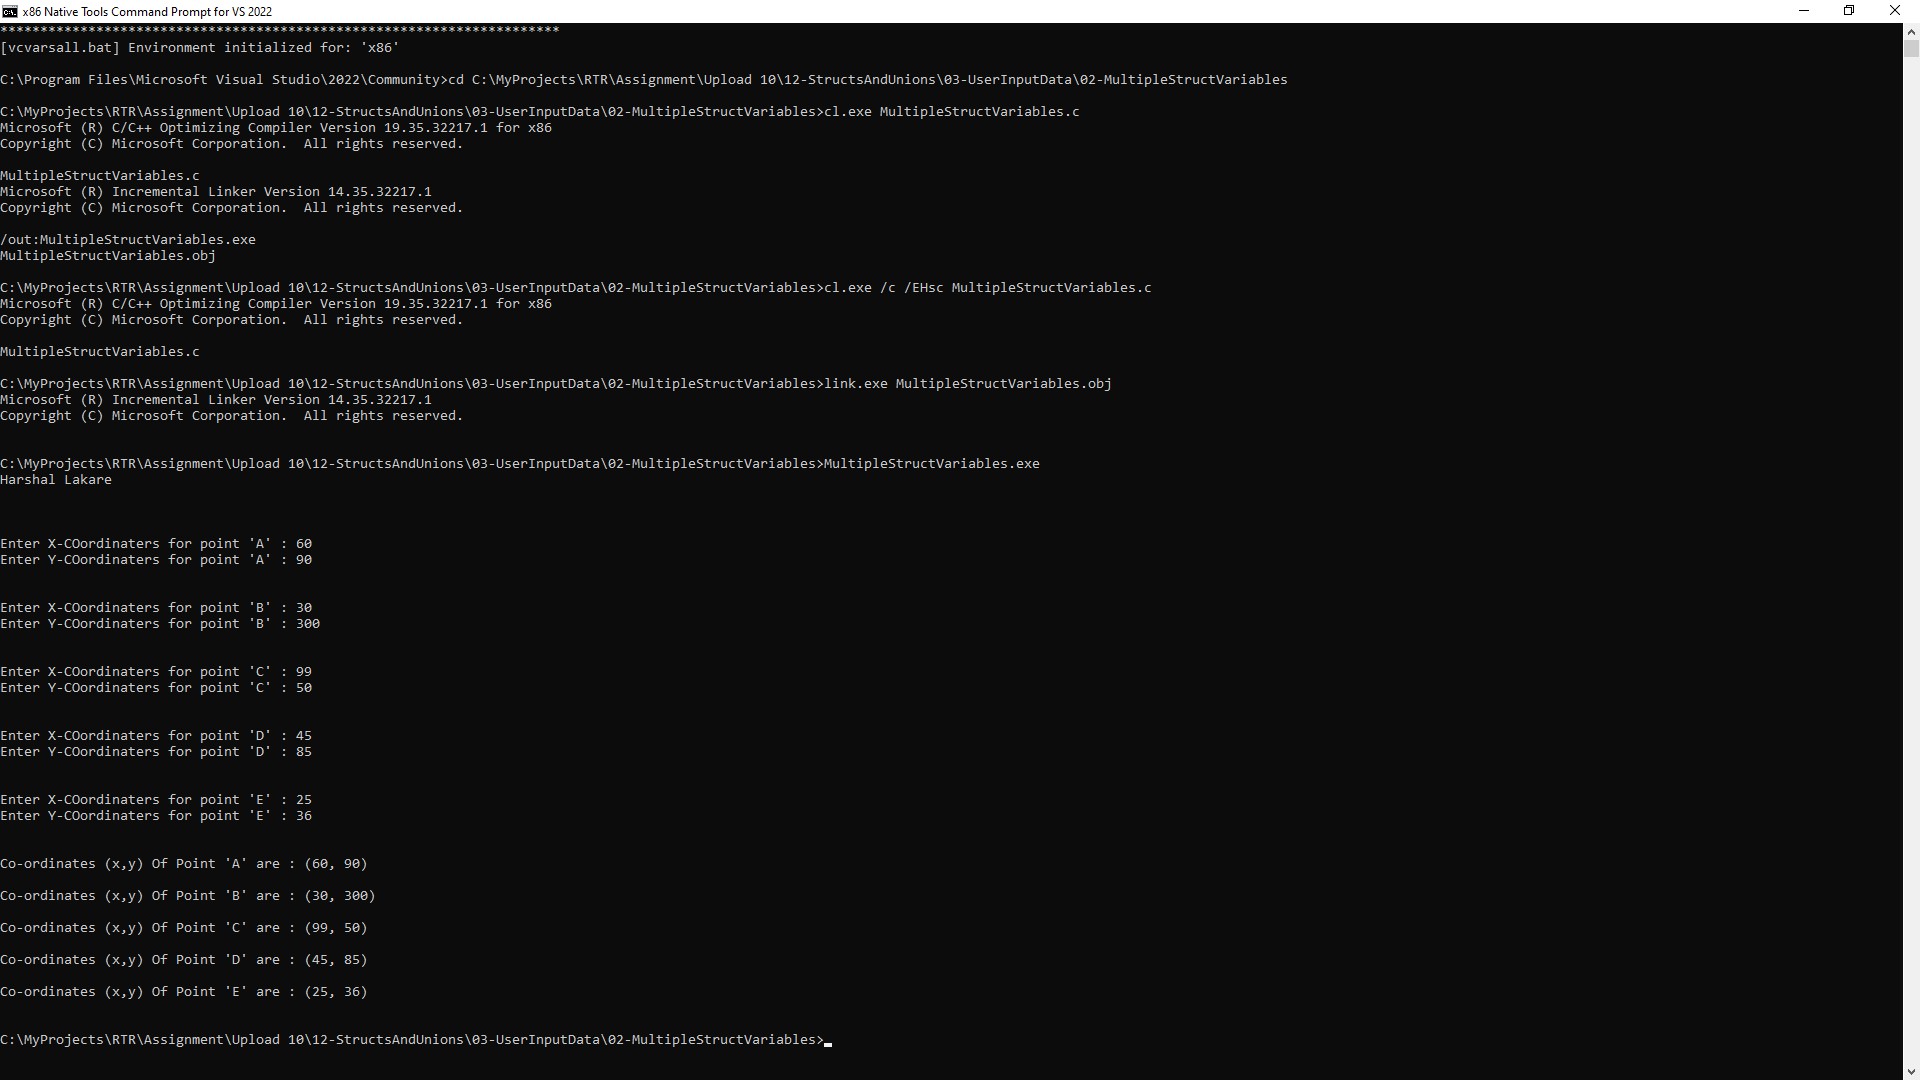 x86 Native Tools Command Prompt for VS 2022
**********************************************************************
[vcvarsall.bat] Environment initialized for: 'x86'
C:\Program Files\Microsoft Visual Studio\2022\Community>cd C:\MyProjects\RTR\Assignment\Upload 10\12-StructsAndUnions\03-UserInputData\02-MultipleStructVariables
C:\MyProjects\RTR\Assignment\Upload 10\12-StructsAndUnions\03-UserInputData\02-MultipleStructVariables>cl.exe MultipleStructVariables.c
Microsoft (R) C/C++ Optimizing Compiler Version 19.35.32217.1 for x86
Copyright (C) Microsoft Corporation.  All rights reserved.
MultipleStructVariables.c
Microsoft (R) Incremental Linker Version 14.35.32217.1
Copyright (C) Microsoft Corporation.  All rights reserved.
/out:MultipleStructVariables.exe
MultipleStructVariables.obj
C:\MyProjects\RTR\Assignment\Upload 10\12-StructsAndUnions\03-UserInputData\02-MultipleStructVariables>cl.exe /c /EHsc MultipleStructVariables.c
Microsoft (R) C/C++ Optimizing Compiler Version 19.35.32217.1 for x86
Copyright (C) Microsoft Corporation.  All rights reserved.
MultipleStructVariables.c
C:\MyProjects\RTR\Assignment\Upload 10\12-StructsAndUnions\03-UserInputData\02-MultipleStructVariables>link.exe MultipleStructVariables.obj
Microsoft (R) Incremental Linker Version 14.35.32217.1
Copyright (C) Microsoft Corporation.  All rights reserved.
C:\MyProjects\RTR\Assignment\Upload 10\12-StructsAndUnions\03-UserInputData\02-MultipleStructVariables>MultipleStructVariables.exe
Harshal Lakare
Enter X-COordinaters for point 'A' : 60
Enter Y-COordinaters for point 'A' : 90
Enter X-COordinaters for point 'B' : 30
Enter Y-COordinaters for point 'B' : 300
Enter X-COordinaters for point 'C' : 99
Enter Y-COordinaters for point 'C' : 50
Enter X-COordinaters for point 'D' : 45
Enter Y-COordinaters for point 'D' : 85
Enter X-COordinaters for point 'E' : 25
Enter Y-COordinaters for point 'E' : 36
Co-ordinates (x,y) Of Point 'A' are : (60, 90)
Co-ordinates (x,y) Of Point 'B' are : (30, 300)
Co-ordinates (x,y) Of Point 'C' are : (99, 50)
Co-ordinates (x,y) Of Point 'D' are : (45, 85)
Co-ordinates (x,y) Of Point 'E' are : (25, 36)
C:\MyProjects\RTR\Assignment\Upload 10\12-StructsAndUnions\03-UserInputData\02-MultipleStructVariables>